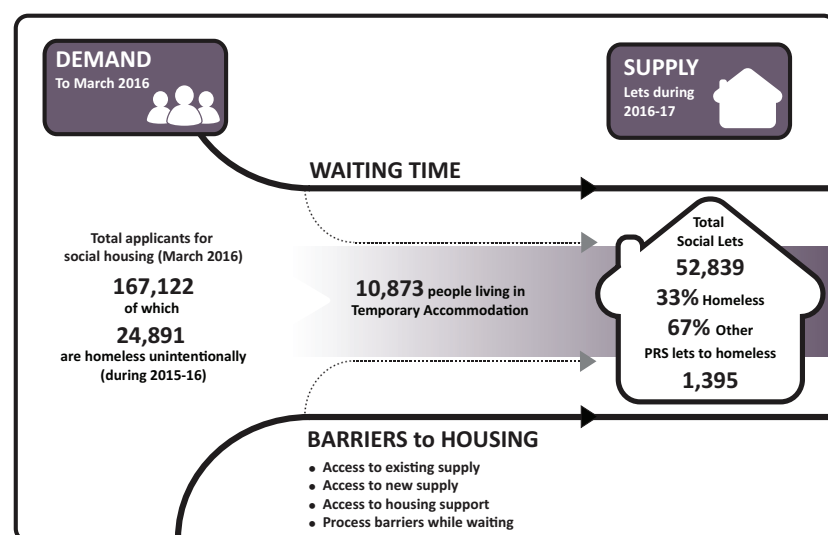 DEMAND
To March 2016
SUPPLY
Lets during
2016-17
WAITING TIME
Total applicants for
social housing (March 2016)
167,122
of which
24,891
are homeless unintentionally
(during 2015-16)
10,873 people living in
Temporary Accommodation
Total
Social Lets
52,839
33% Homeless
67% Other
PRS lets to homeless
1,395
BARRIERS to HOUSING
• Access to existing supply
• Access to new supply
• Access to housing support
• Process barriers while waiting